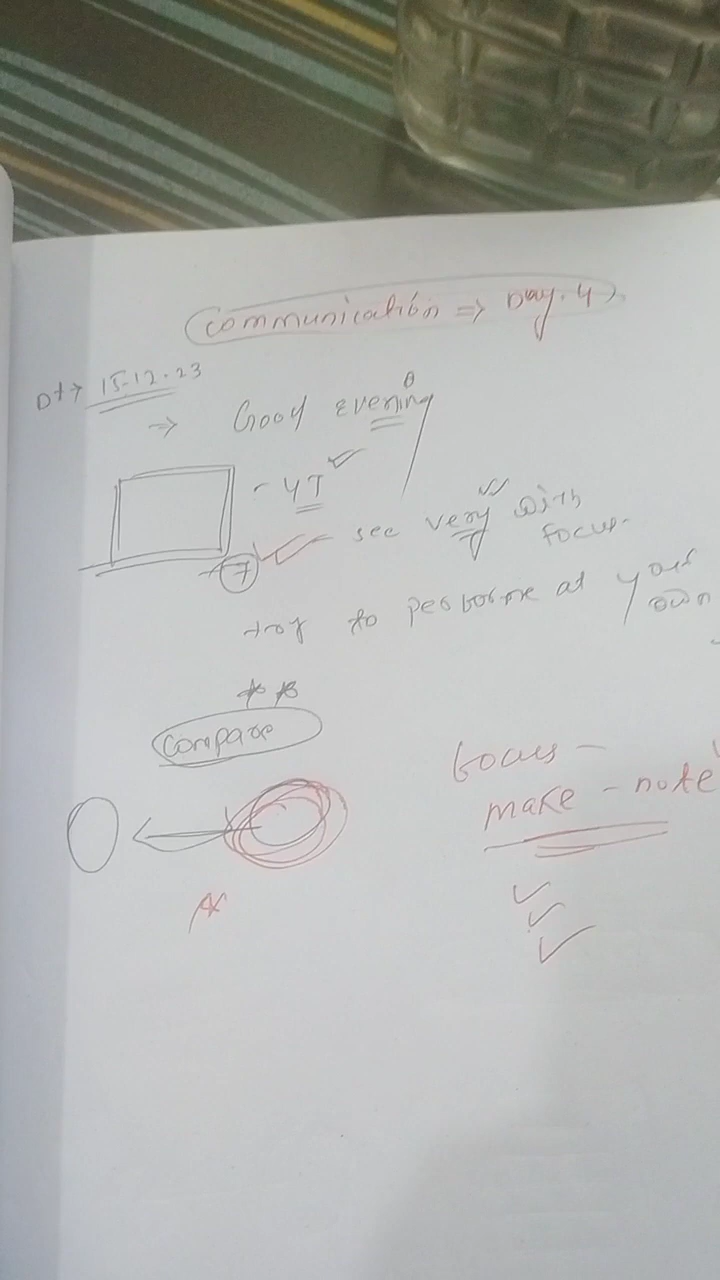 Communication => Day.4
Dt→ 15-12-23
⇒ Good Evening
- YT
7
see very with
focus-
try to performe at your
own
Compare
focus -
make - note